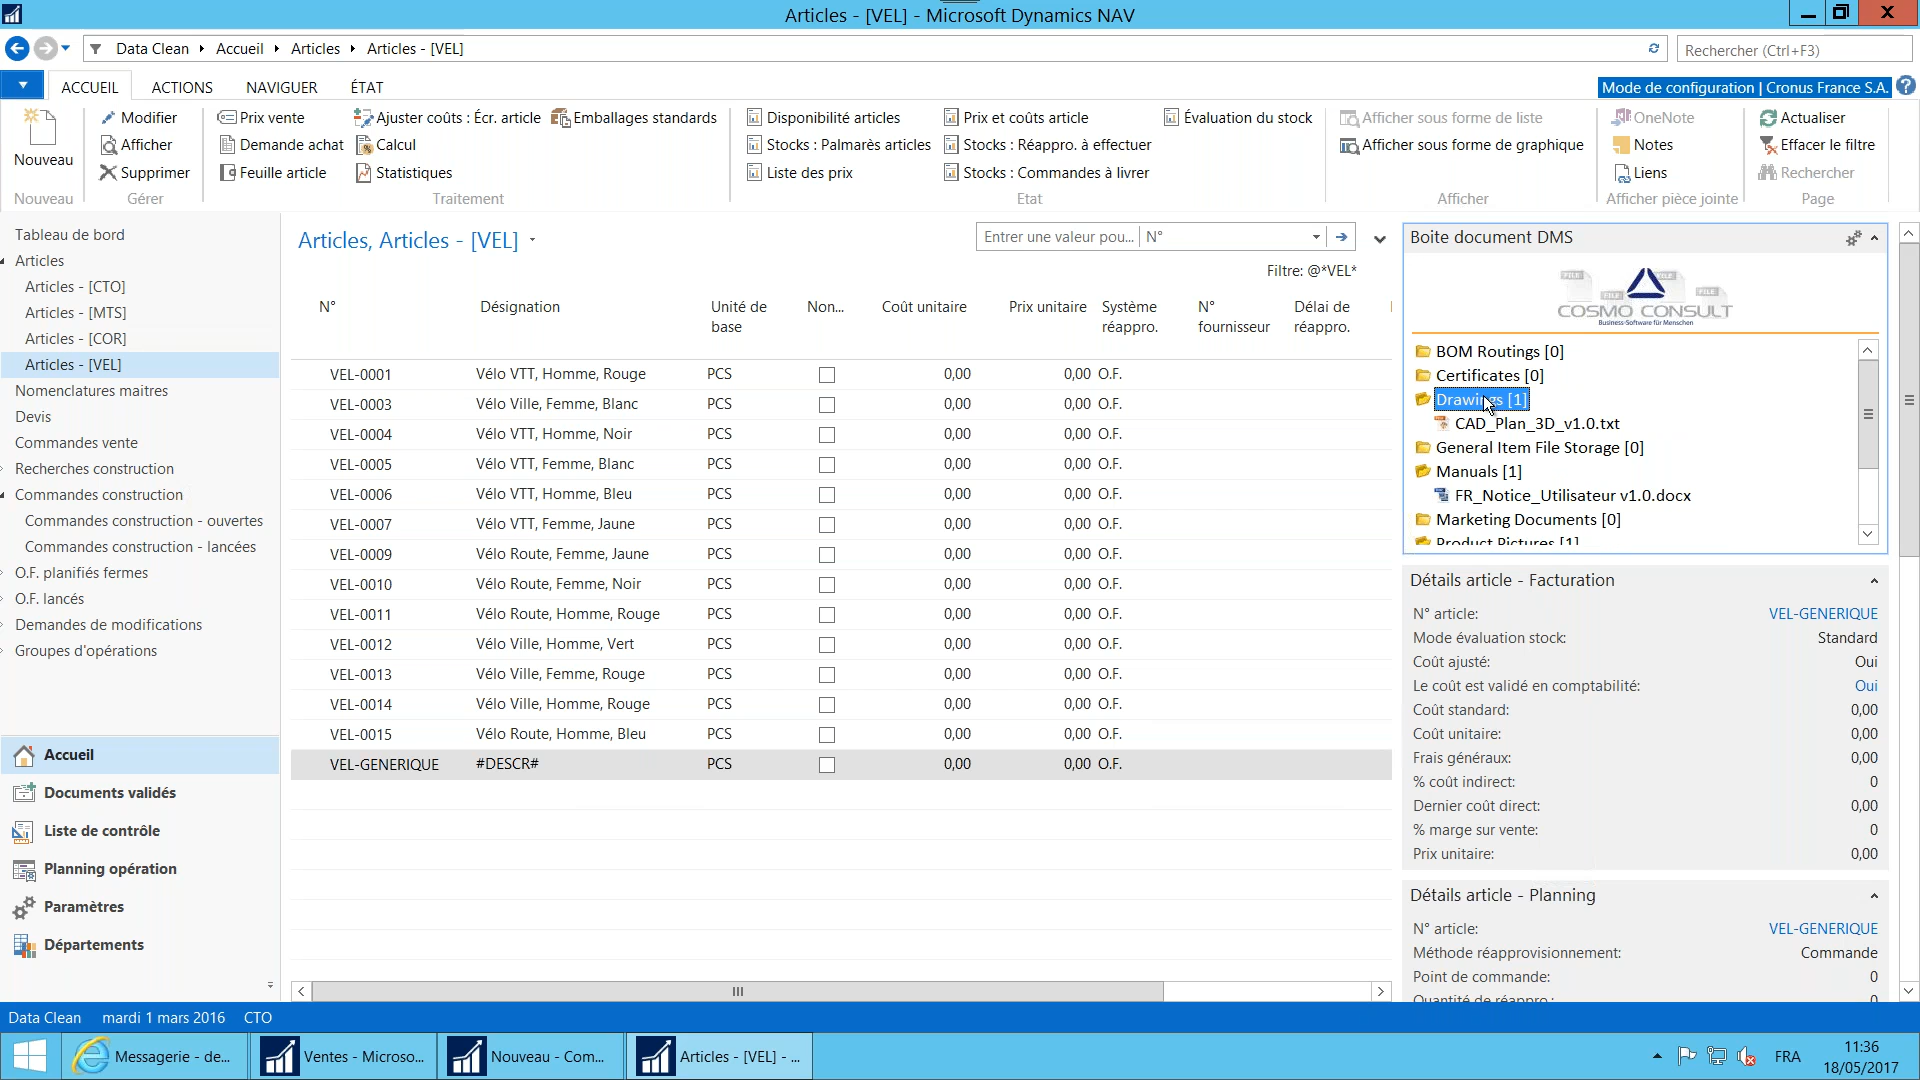 Articles - [VEL] - Microsoft Dynamics NAV
Data Clean Accueil Articles Articles - [VEL]
Rechercher (Ctrl+F3)
ACCUEIL ACTIONS NAVIGUER ÉTAT
Mode de configuration | Cronus France S.A.
Nouveau
Nouveau
Modifier
Afficher
Supprimer
Gérer
Prix vente
Demande achat
Feuille article
Ajuster coûts : Écr. article
Calcul
Statistiques
Emballages standards
Traitement
Disponibilité articles
Stocks : Palmarès articles
Liste des prix
Prix et coûts article
Stocks : Réappro. à effectuer
Stocks : Commandes à livrer
Évaluation du stock
Etat
Afficher sous forme de liste
Afficher sous forme de graphique
Afficher
OneNote
Notes
Liens
Afficher pièce jointe
Actualiser
Effacer le filtre
Rechercher
Page
Tableau de bord
Articles
Articles - [CTO]
Articles - [MTS]
Articles - [COR]
Articles - [VEL]
Nomenclatures maitres
Devis
Commandes vente
Recherches construction
Commandes construction
Commandes construction - ouvertes
Commandes construction - lancées
O.F. planifiés fermes
O.F. lancés
Demandes de modifications
Groupes d'opérations
Accueil
Documents validés
Liste de contrôle
Planning opération
Paramètres
Départements
Articles, Articles - [VEL]
Entrer une valeur pou... N°
Filtre: @*VEL*
N° Désignation Unité de base Non... Coût unitaire Prix unitaire Système réappro. N° fournisseur Délai de réappro.
VEL-0001 Vélo VTT, Homme, Rouge PCS 0,00 0,00 O.F.
VEL-0003 Vélo Ville, Femme, Blanc PCS 0,00 0,00 O.F.
VEL-0004 Vélo VTT, Homme, Noir PCS 0,00 0,00 O.F.
VEL-0005 Vélo VTT, Femme, Blanc PCS 0,00 0,00 O.F.
VEL-0006 Vélo VTT, Homme, Bleu PCS 0,00 0,00 O.F.
VEL-0007 Vélo VTT, Femme, Jaune PCS 0,00 0,00 O.F.
VEL-0009 Vélo Route, Femme, Jaune PCS 0,00 0,00 O.F.
VEL-0010 Vélo Route, Femme, Noir PCS 0,00 0,00 O.F.
VEL-0011 Vélo Route, Homme, Rouge PCS 0,00 0,00 O.F.
VEL-0012 Vélo Ville, Homme, Vert PCS 0,00 0,00 O.F.
VEL-0013 Vélo Ville, Femme, Rouge PCS 0,00 0,00 O.F.
VEL-0014 Vélo Ville, Homme, Rouge PCS 0,00 0,00 O.F.
VEL-0015 Vélo Route, Homme, Bleu PCS 0,00 0,00 O.F.
VEL-GENERIQUE #DESCR# PCS 0,00 0,00 O.F.
Boite document DMS
FILE FILE FILE FILE
COSMO CONSULT
Business-Software für Menschen
BOM Routings [0]
Certificates [0]
Drawings [1]
CAD_Plan_3D_v1.0.txt
General Item File Storage [0]
Manuals [1]
FR_Notice_Utilisateur v1.0.docx
Marketing Documents [0]
Product Pictures [1]
Détails article - Facturation
N° article: VEL-GENERIQUE
Mode évaluation stock: Standard
Coût ajusté: Oui
Le coût est validé en comptabilité: Oui
Coût standard: 0,00
Coût unitaire: 0,00
Frais généraux: 0,00
% coût indirect: 0
Dernier coût direct: 0,00
% marge sur vente: 0
Prix unitaire: 0,00
Détails article - Planning
N° article: VEL-GENERIQUE
Méthode réapprovisionnement: Commande
Point de commande: 0
Quantité de réappro.: 0
Data Clean mardi 1 mars 2016 CTO
Messagerie - de...
Ventes - Microso...
Nouveau - Com...
Articles - [VEL] - ...
FRA
11:36
18/05/2017